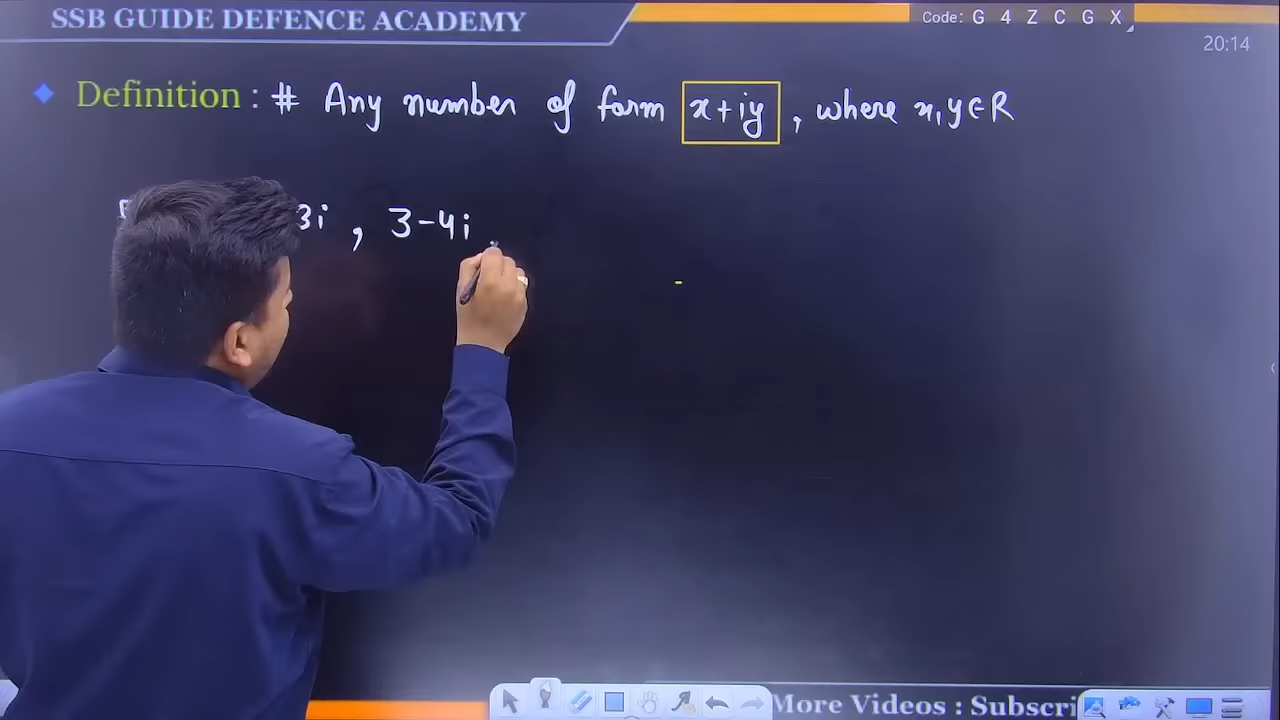 SSB GUIDE DEFENCE ACADEMY
Code: G 4 Z C G X
20:14
Definition : # Any number of form x+iy , where x,y∈R
3i , 3-4i
More Videos : Subscri